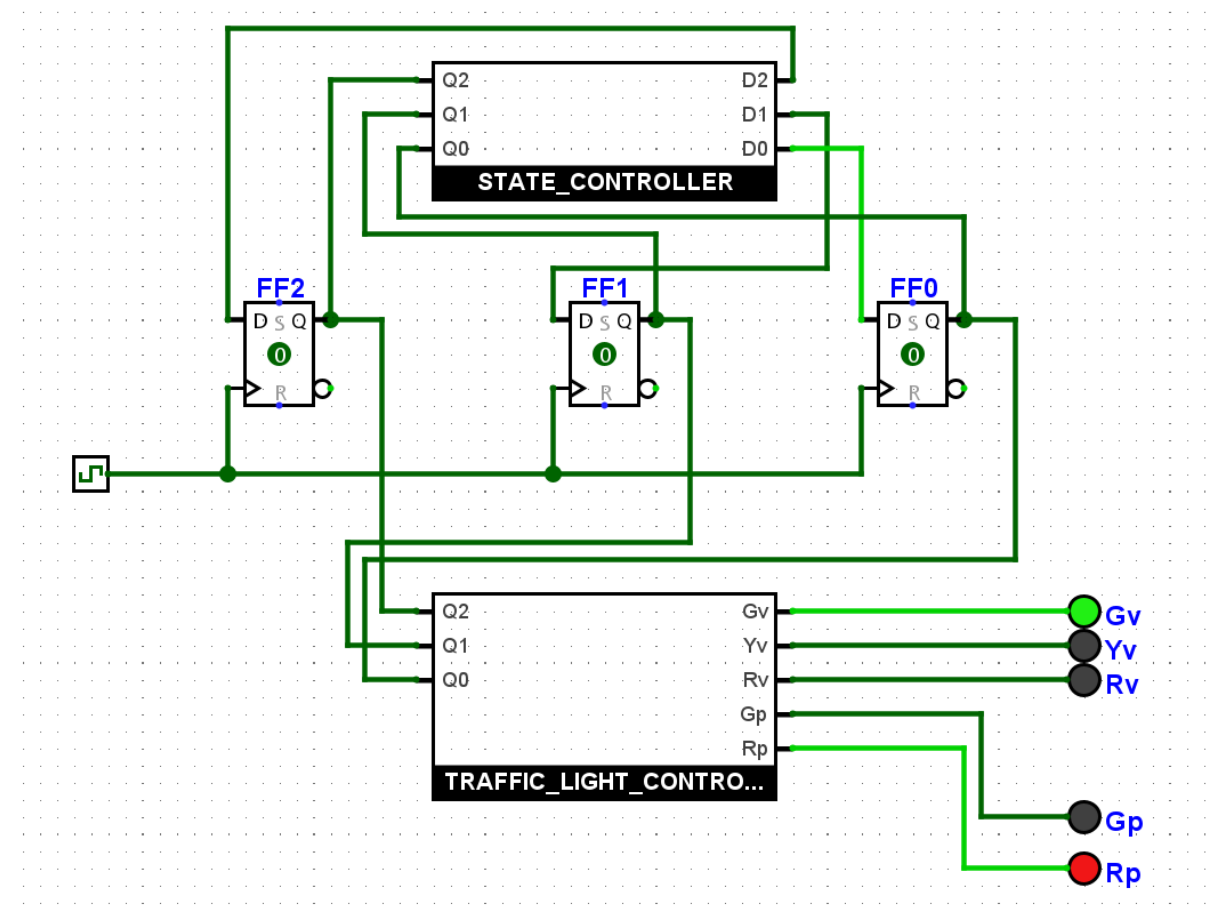 Q2 D2
Q1 D1
Q0 D0
STATE_CONTROLLER
FF2 FF1 FF0
D S Q D S Q D S Q
0 0 0
R R R
Q2 Gv Gv
Q1 Yv Yv
Q0 Rv Rv
Gp
Rp
TRAFFIC_LIGHT_CONTRO...
Gp
Rp